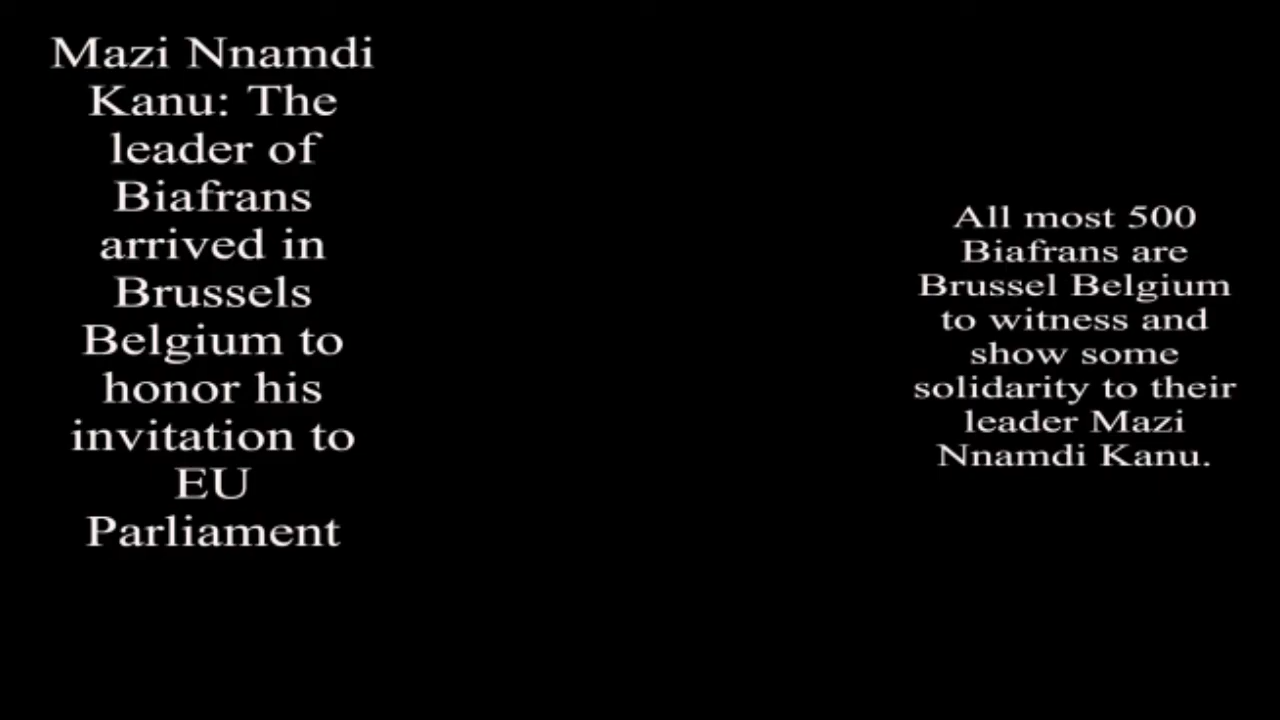 Mazi Nnamdi
Kanu: The
leader of
Biafrans
arrived in
Brussels
Belgium to
honor his
invitation to
EU
Parliament
All most 500
Biafrans are
Brussel Belgium
to witness and
show some
solidarity to their
leader Mazi
Nnamdi Kanu.